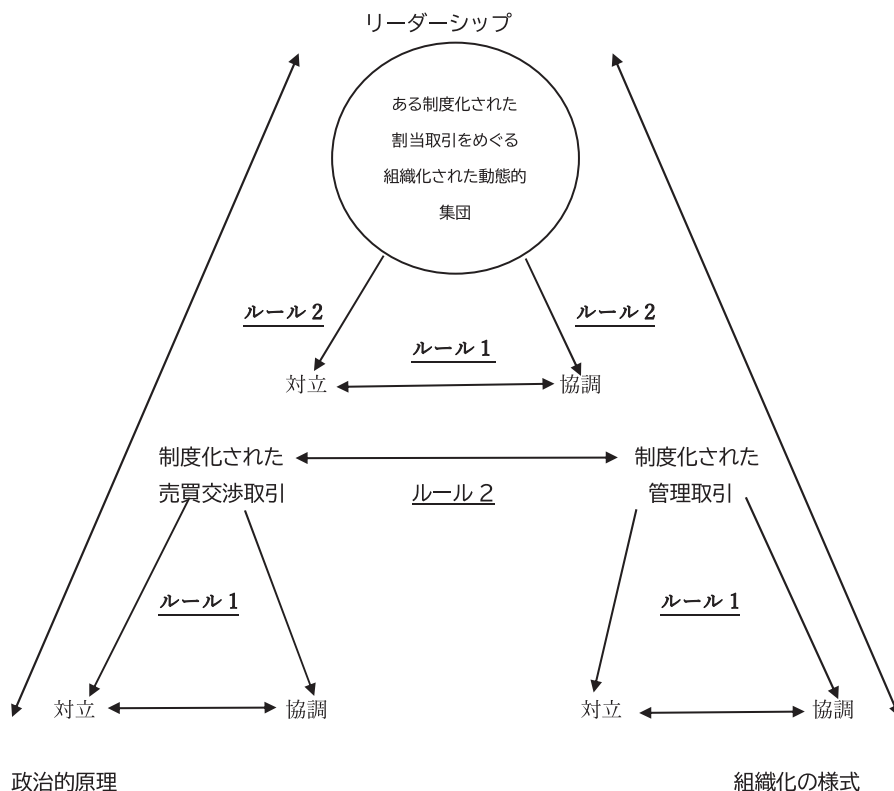 リーダーシップ
ある制度化された
割当取引をめぐる
組織化された動態的
集団
ルール2
ルール2
ルール1
対立
協調
制度化された
売買交渉取引
制度化された
管理取引
ルール2
ルール1
ルール1
対立
協調
対立
協調
政治的原理
組織化の様式